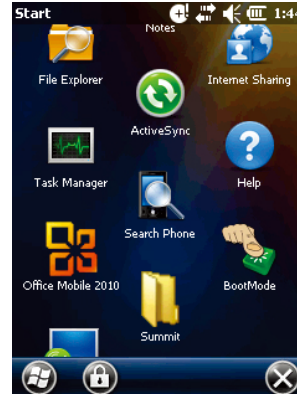 Start
1:4
Notes
File Explorer
Internet Sharing
ActiveSync
Task Manager
Help
Search Phone
Office Mobile 2010
BootMode
Summit